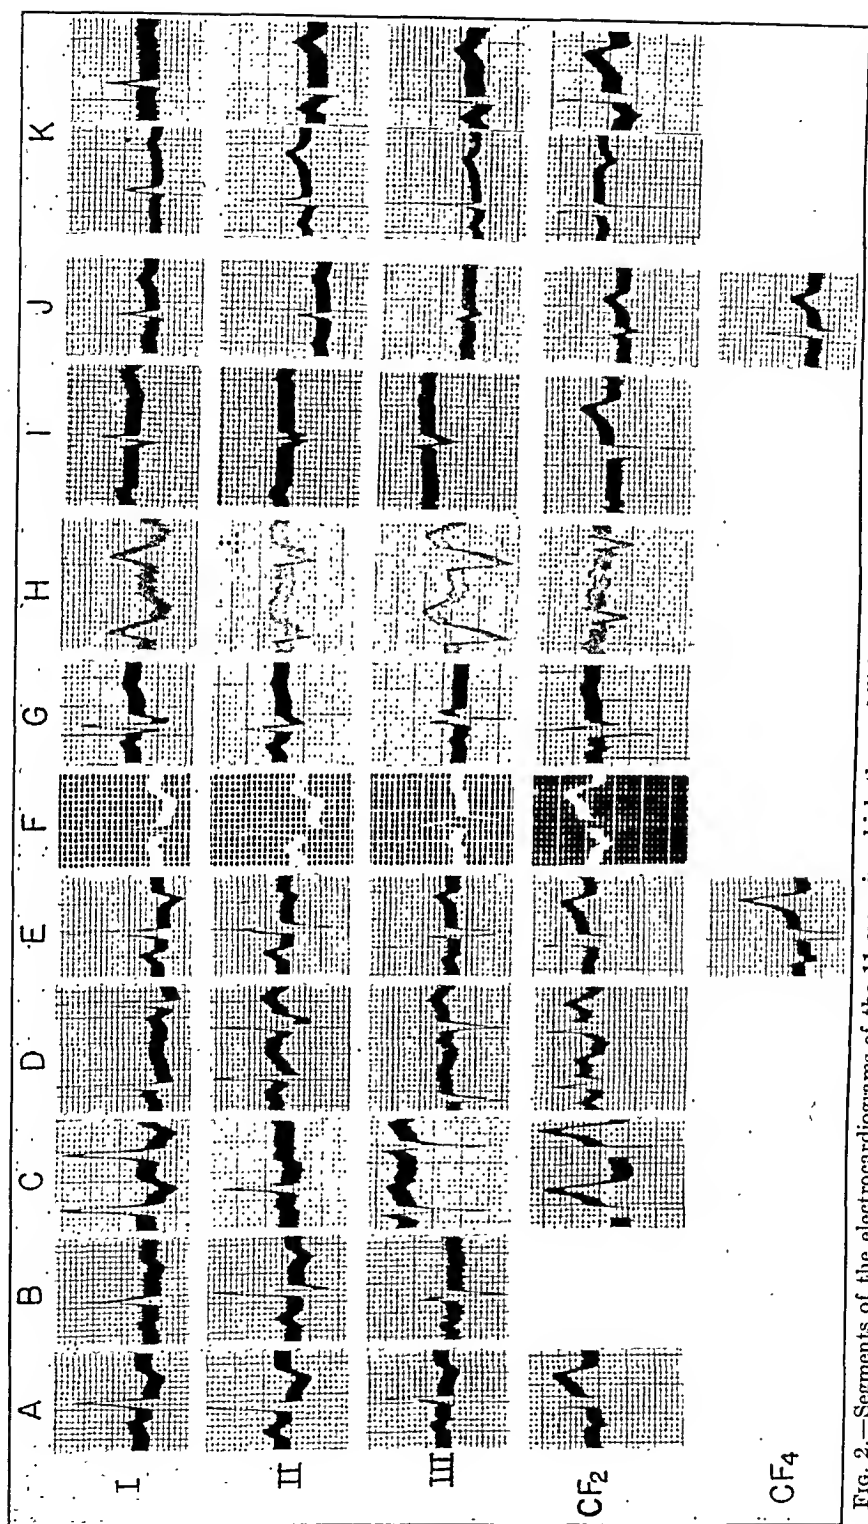 A B C D E F G H I J K
I
II
III
CF2
CF4
FIG. 2.—Segments of the electrocardiograms of the 11